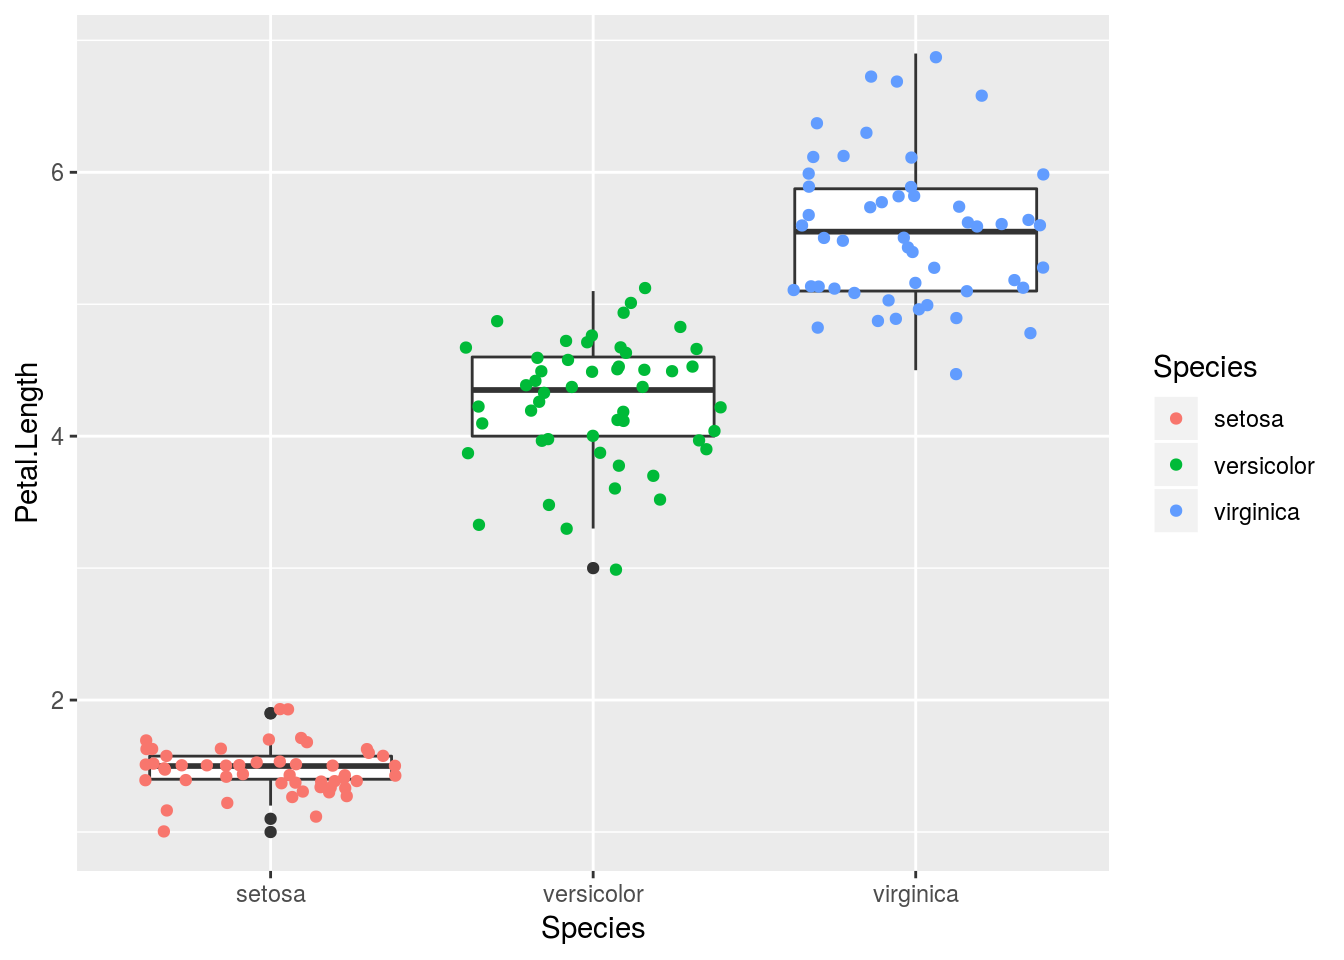 Petal.Length
6
4
2
setosa
versicolor
virginica
Species
Species
setosa
versicolor
virginica